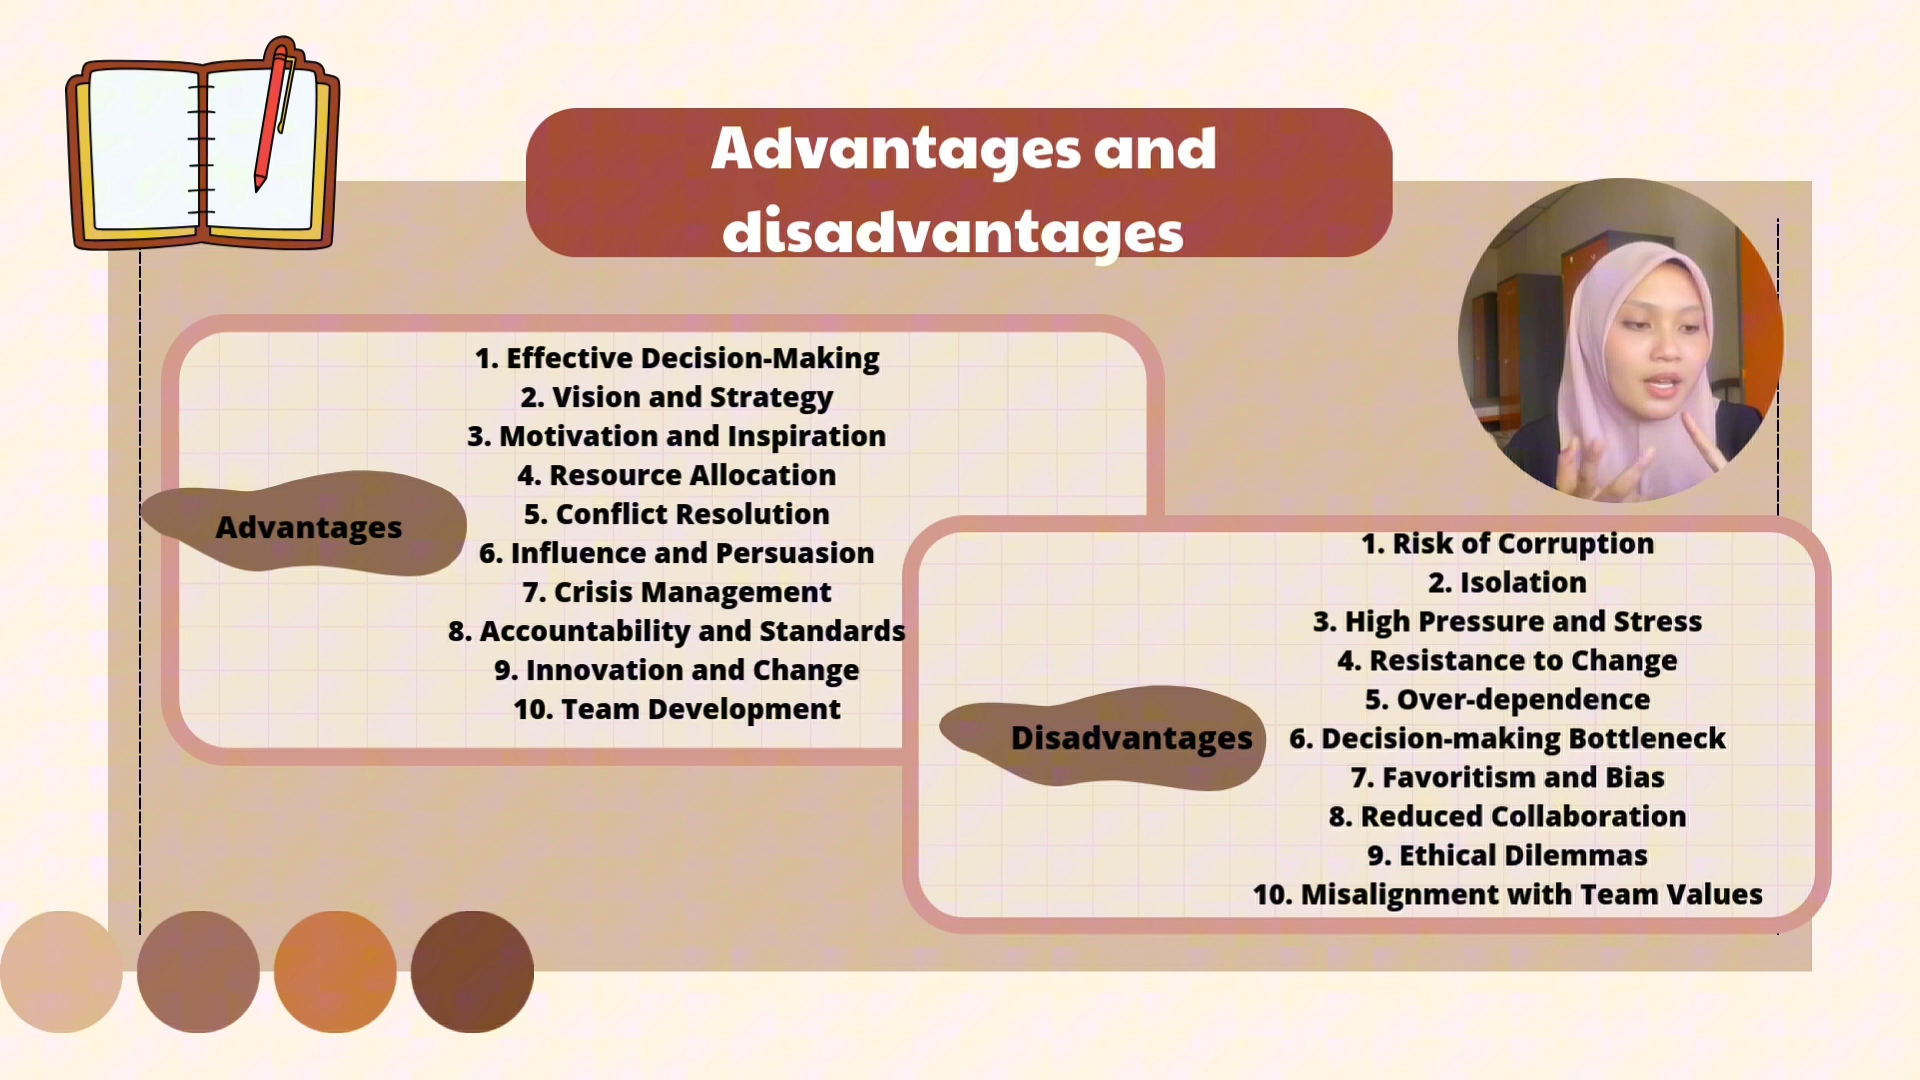 Advantages and
disadvantages
Advantages
1. Effective Decision-Making
2. Vision and Strategy
3. Motivation and Inspiration
4. Resource Allocation
5. Conflict Resolution
6. Influence and Persuasion
7. Crisis Management
8. Accountability and Standards
9. Innovation and Change
10. Team Development
Disadvantages
1. Risk of Corruption
2. Isolation
3. High Pressure and Stress
4. Resistance to Change
5. Over-dependence
6. Decision-making Bottleneck
7. Favoritism and Bias
8. Reduced Collaboration
9. Ethical Dilemmas
10. Misalignment with Team Values